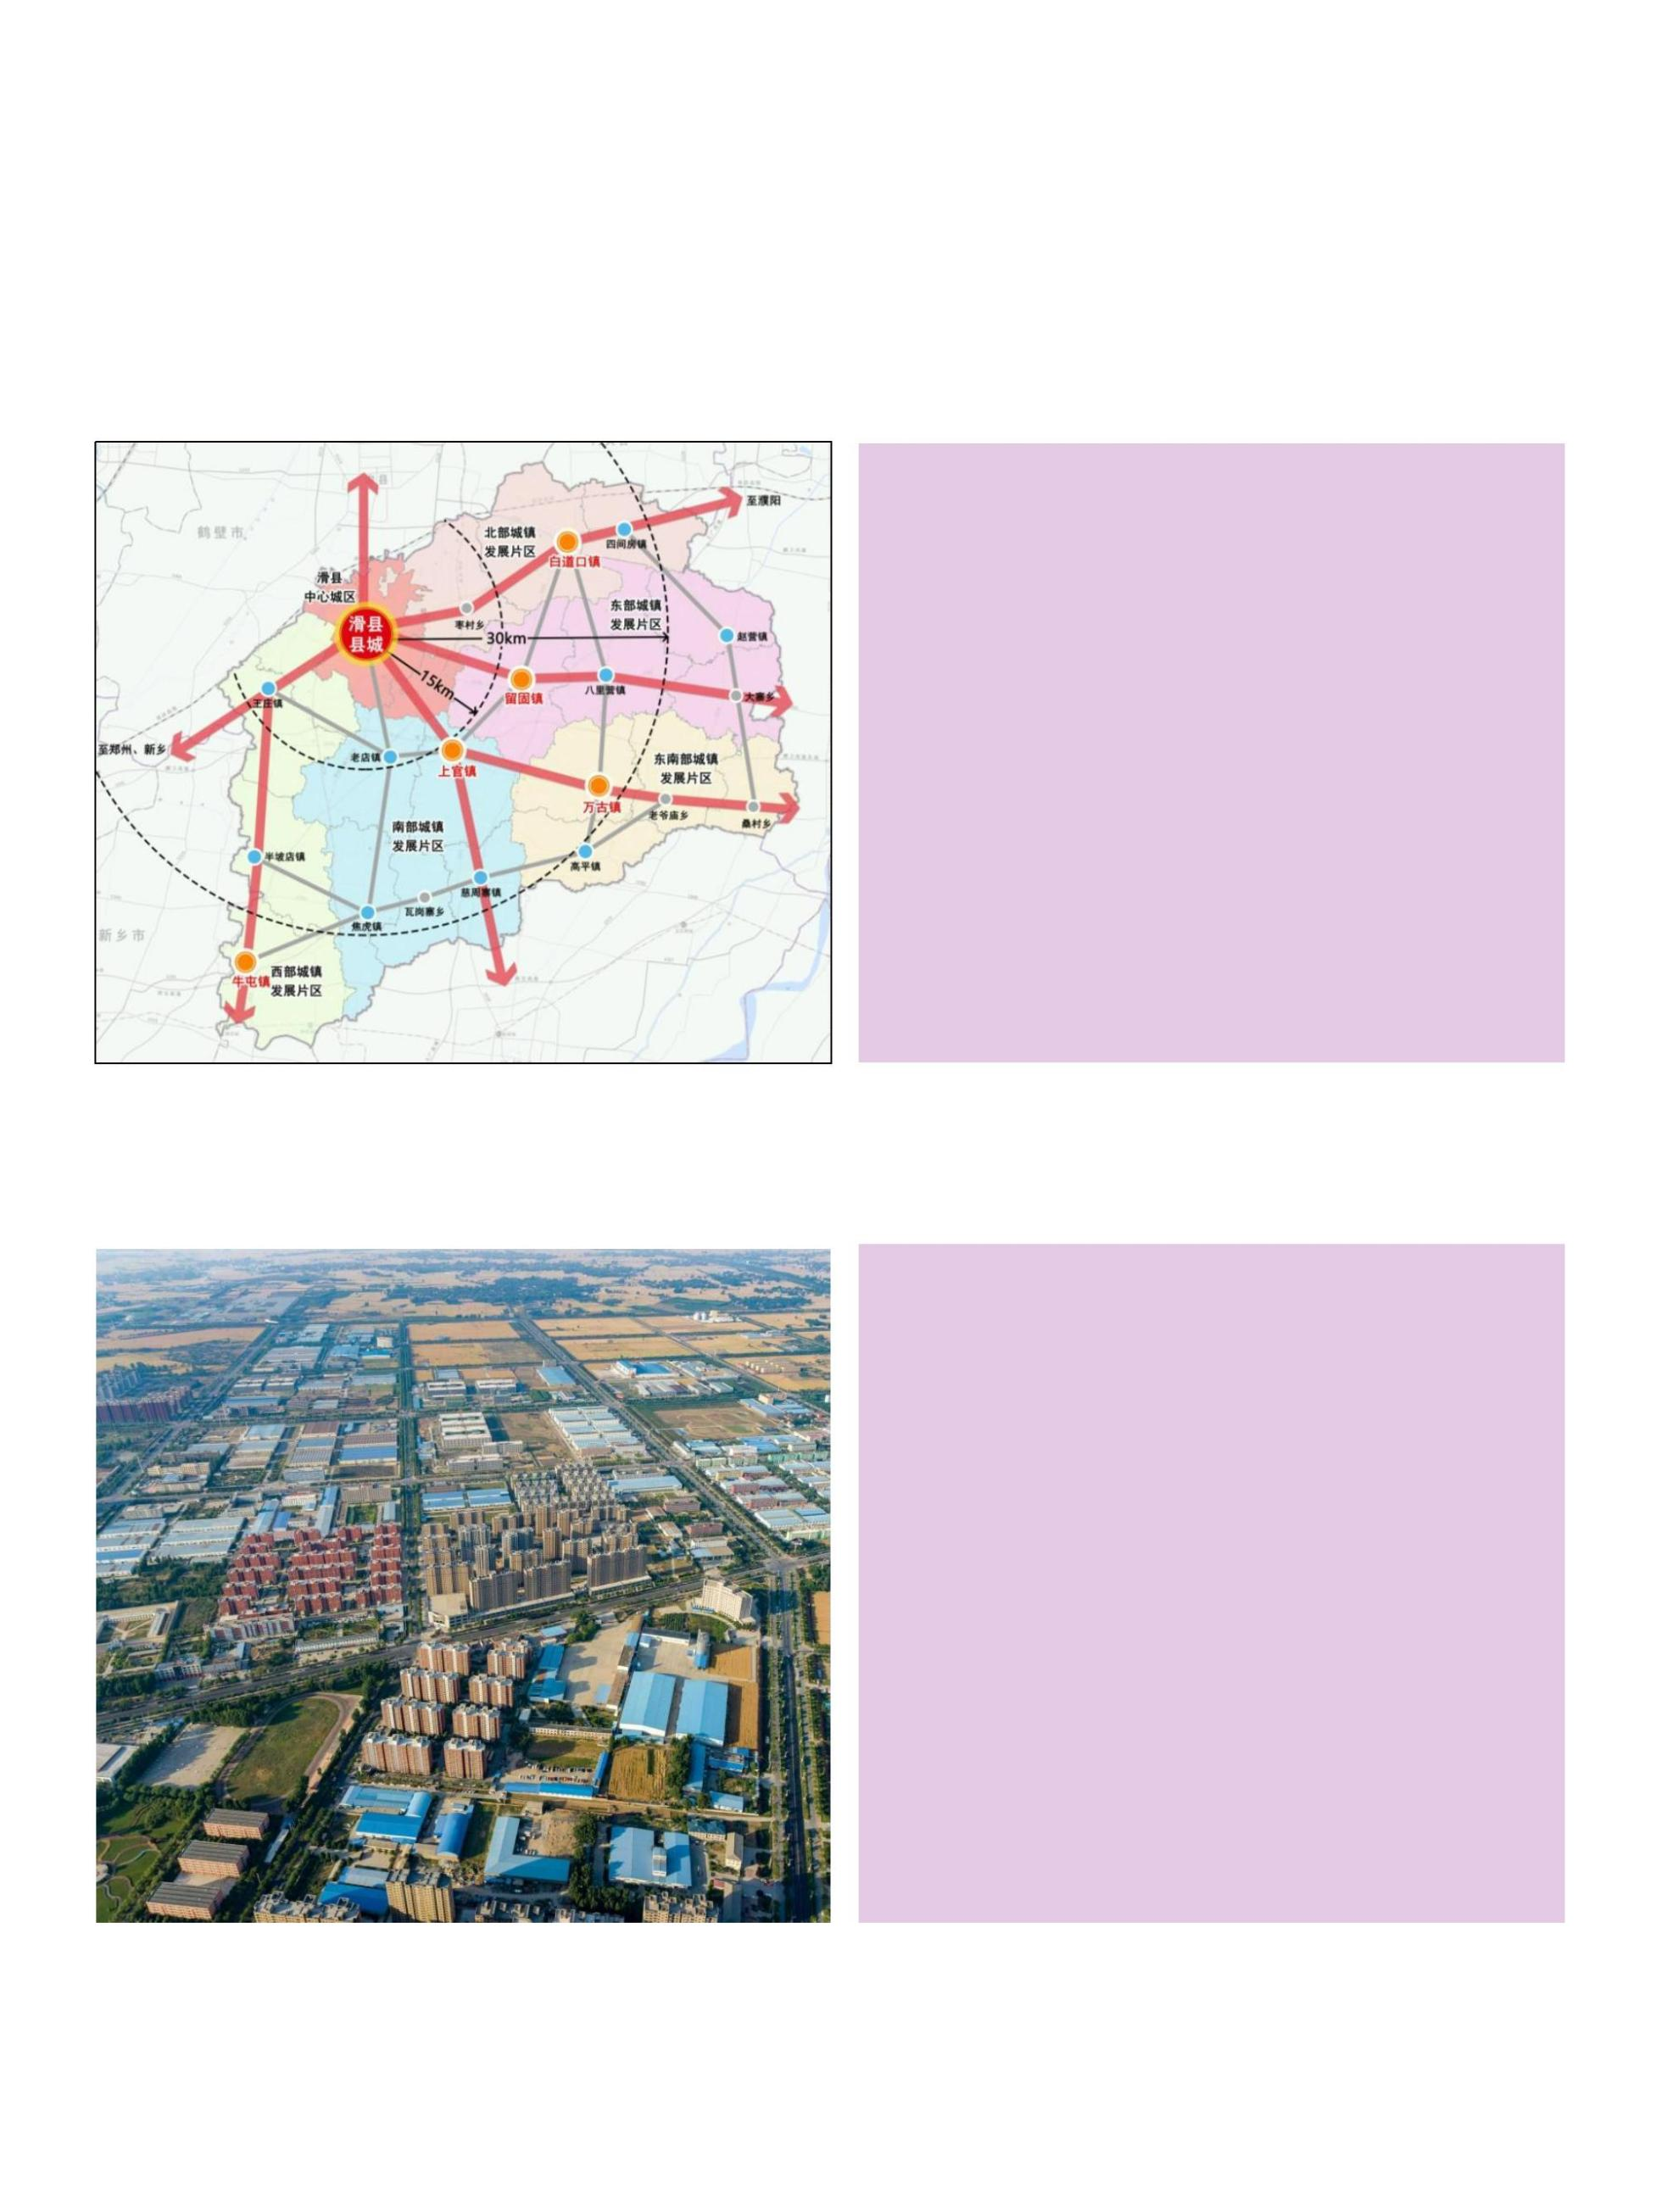 鹤壁市
至濮阳
北部城镇
发展片区
四间房镇
白道口镇
滑县
中心城区
东部城镇
发展片区
滑县
县城
枣村乡
30km
赵营镇
15km
八里营镇
大寨乡
留固镇
王庄镇
至郑州、新乡
老店镇
上官镇
东南部城镇
发展片区
万古镇
老爷庙乡
桑村乡
南部城镇
发展片区
半坡店镇
高平镇
慈周寨镇
瓦岗寨乡
焦虎镇
新乡市
西部城镇
发展片区
牛屯镇